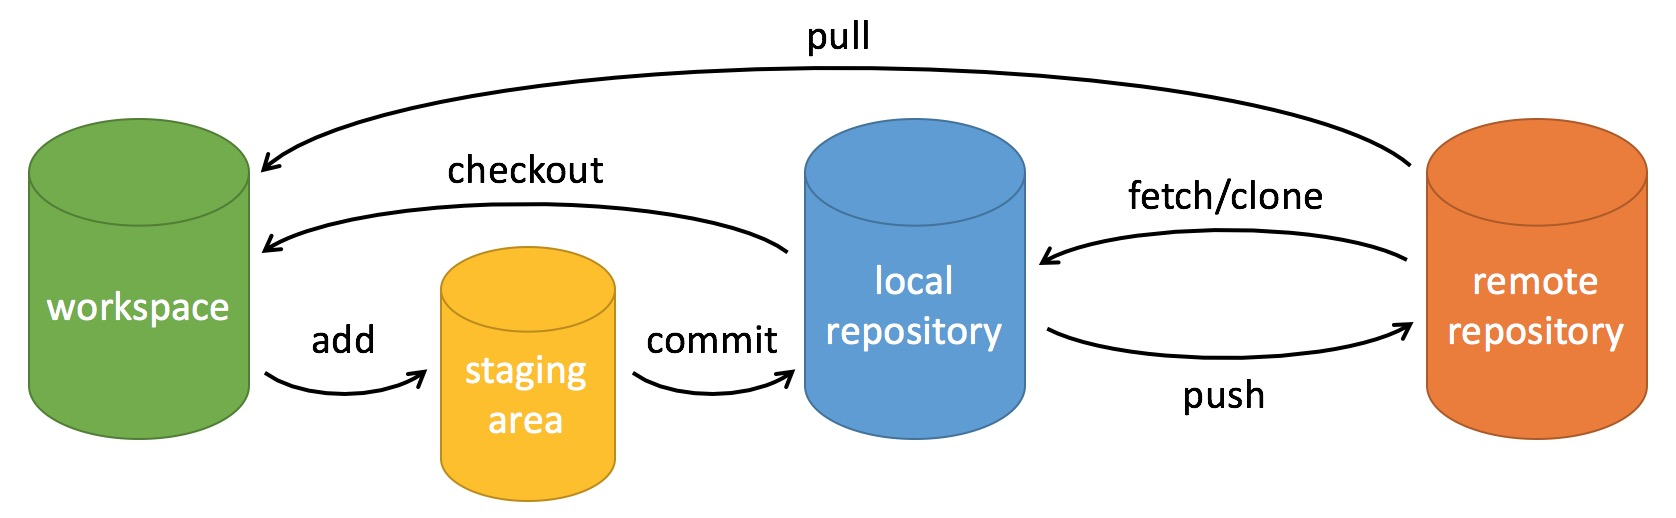 pull
checkout
fetch/clone
workspace
local
repository
remote
repository
add
commit
staging
area
push